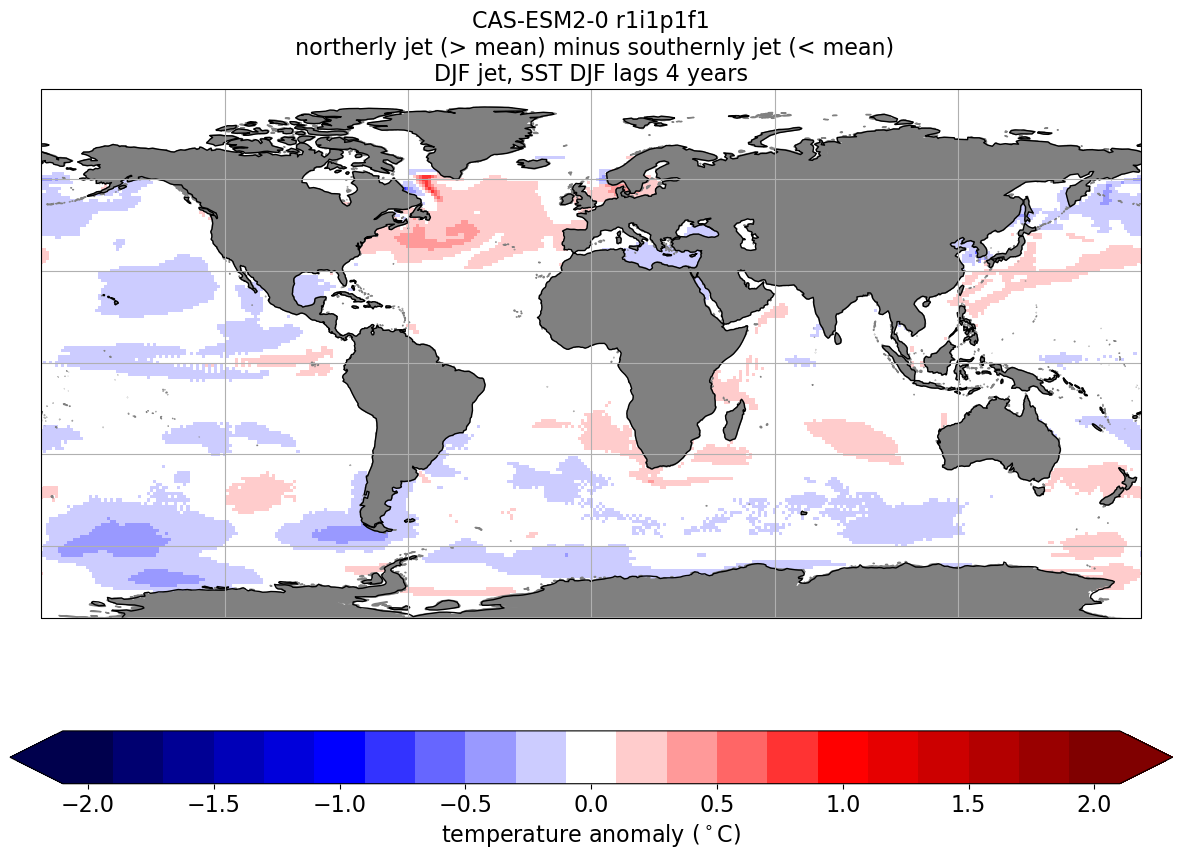 CAS-ESM2-0 r1i1p1f1
northerly jet (> mean) minus southernly jet (< mean)
DJF jet, SST DJF lags 4 years
−2.0 −1.5 −1.0 −0.5 0.0 0.5 1.0 1.5 2.0
temperature anomaly (°C)